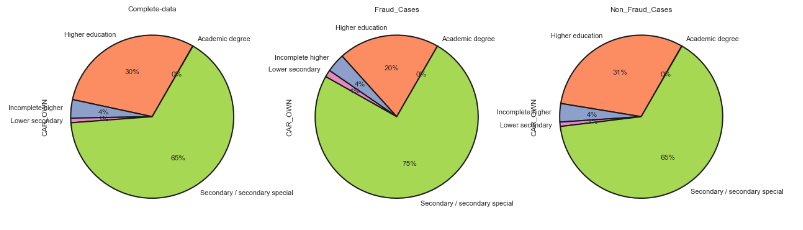 Complete-data
Higher education
Academic degree
30%
0%
Incomplete higher
4%
Lower secondary
CAR_OWN
65%
Secondary / secondary special
Fraud_Cases
Higher education
Academic degree
20%
0%
Incomplete higher
4%
Lower secondary
CAR_OWN
75%
Secondary / secondary special
Non_Fraud_Cases
Higher education
Academic degree
31%
0%
Incomplete higher
4%
Lower secondary
CAR_OWN
65%
Secondary / secondary special